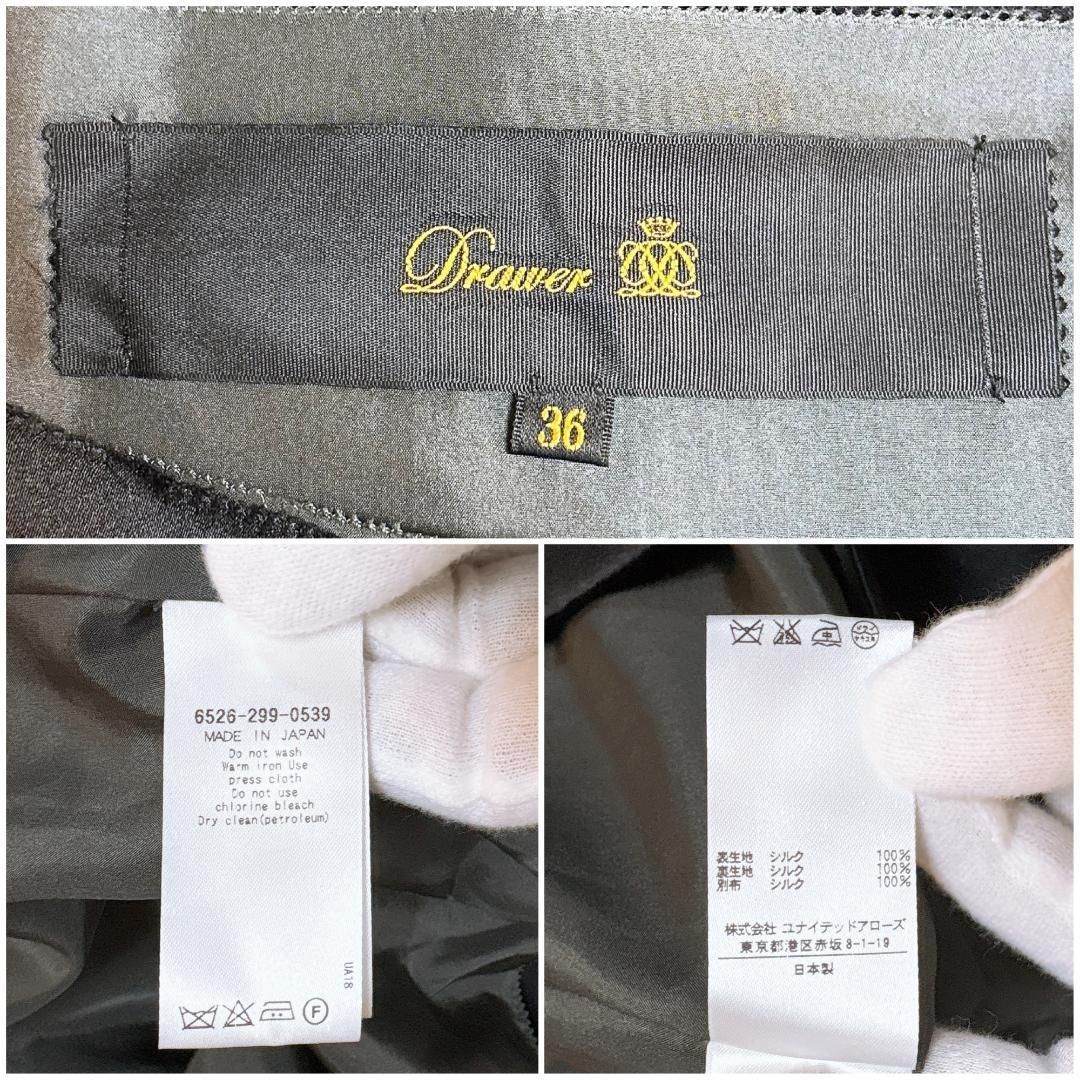 Drawer
36
6526-299-0539
MADE IN JAPAN
Do not wash
Warm iron Use
press cloth
Do not use
chlorine bleach
Dry clean(petroleum)
UA18
F
中
表生地 シルク 100%
裏生地 シルク 100%
別布 シルク 100%
株式会社 ユナイテッドアローズ
東京都港区赤坂8-1-19
日本製